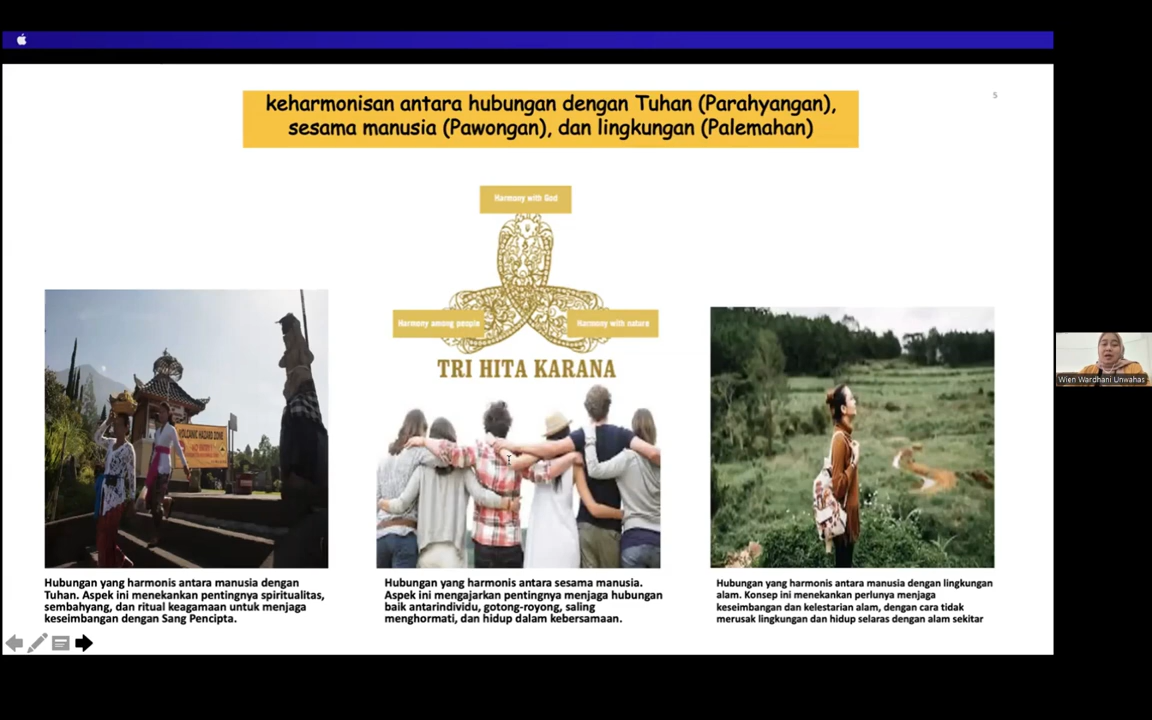 5
keharmonisan antara hubungan dengan Tuhan (Parahyangan),
sesama manusia (Pawongan), dan lingkungan (Palemahan)
Harmony with God
Harmony among people
Harmony with nature
TRI HITA KARANA
VOLCANIC HAZARD ZONE
Hubungan yang harmonis antara manusia dengan
Tuhan. Aspek ini menekankan pentingnya spiritualitas,
sembahyang, dan ritual keagamaan untuk menjaga
keseimbangan dengan Sang Pencipta.
Hubungan yang harmonis antara sesama manusia.
Aspek ini mengajarkan pentingnya menjaga hubungan
baik antarindividu, gotong-royong, saling
menghormati, dan hidup dalam kebersamaan.
Hubungan yang harmonis antara manusia dengan lingkungan
alam. Konsep ini menekankan perlunya menjaga
keseimbangan dan kelestarian alam, dengan cara tidak
merusak lingkungan dan hidup selaras dengan alam sekitar
Wien Wardhani Unwahas